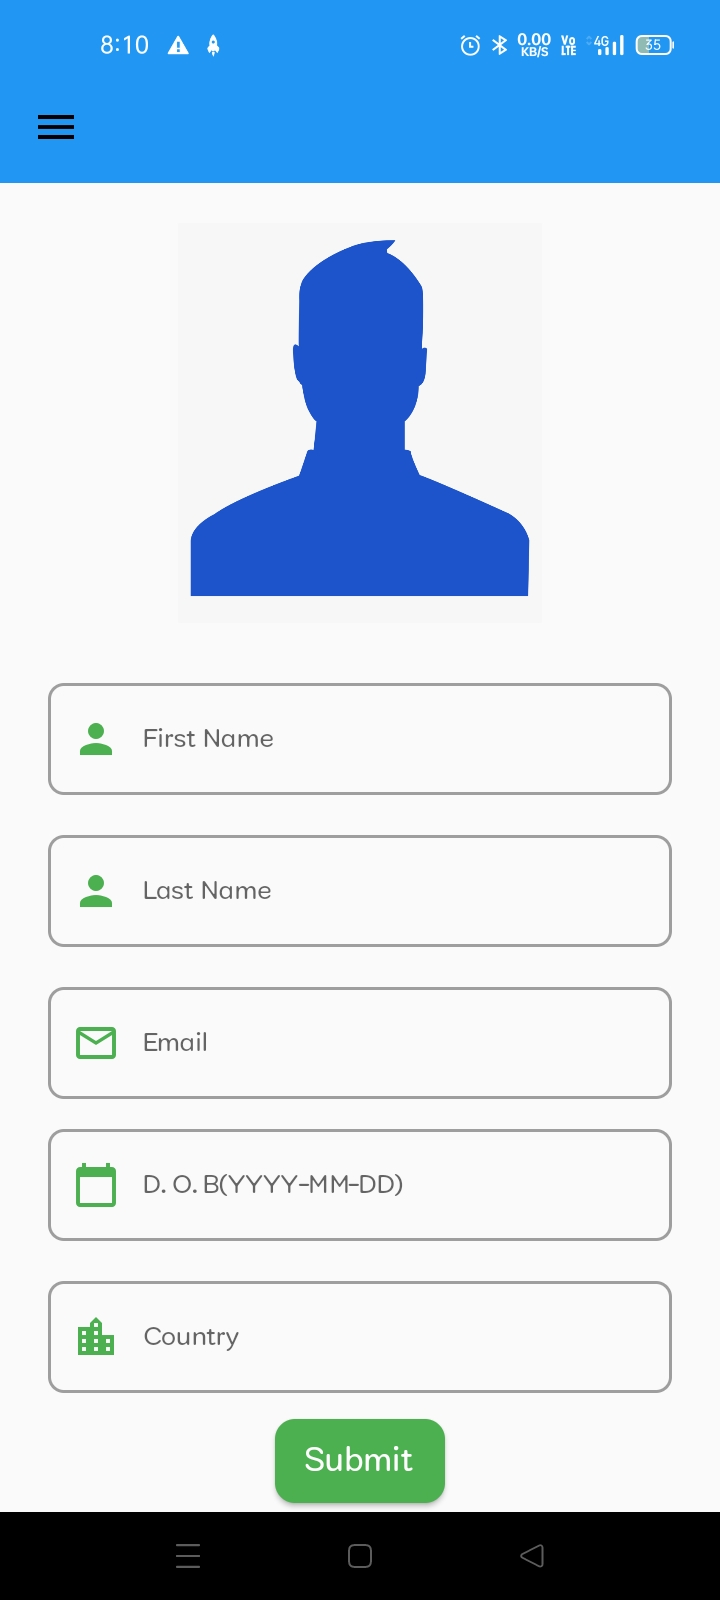 8:10
0.00
KB/S
Vo
LTE
4G
35
First Name
Last Name
Email
D. O. B(YYYY-MM-DD)
Country
Submit